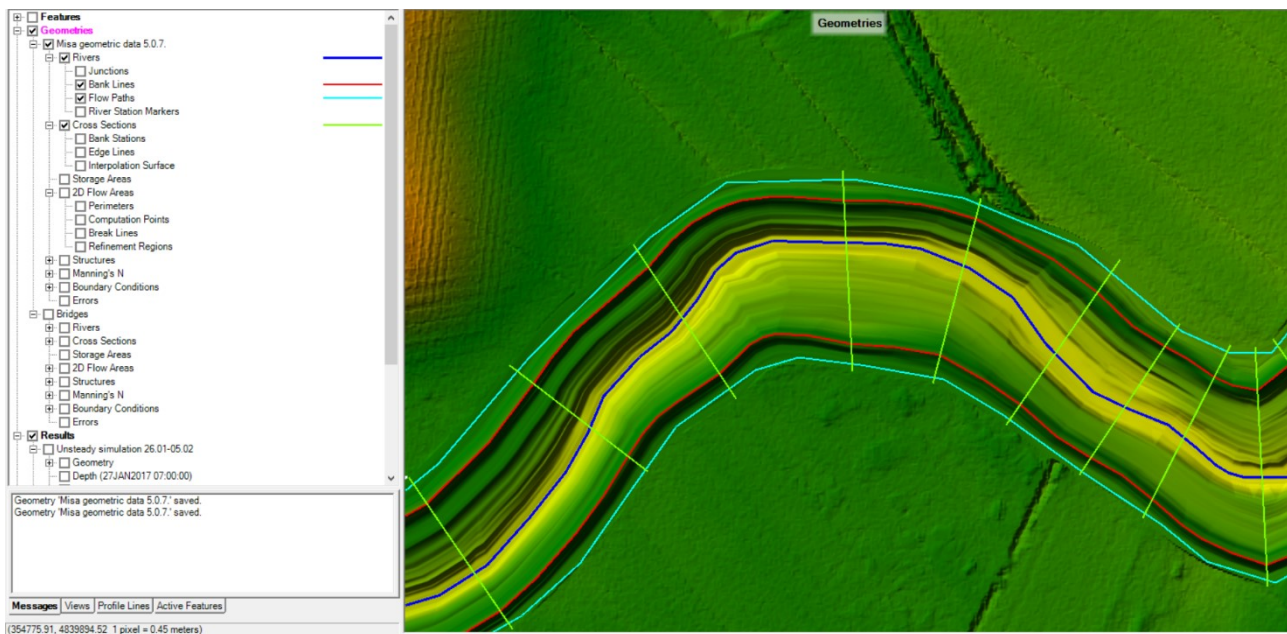 Features
Geometries
Misa geometric data 5.0.7.
Rivers
Junctions
Bank Lines
Flow Paths
River Station Markers
Cross Sections
Bank Stations
Edge Lines
Interpolation Surface
Storage Areas
2D Flow Areas
Perimeters
Computation Points
Break Lines
Refinement Regions
Structures
Manning's N
Boundary Conditions
Errors
Bridges
Rivers
Cross Sections
Storage Areas
2D Flow Areas
Structures
Manning's N
Boundary Conditions
Errors
Results
Unsteady simulation 26.01-05.02
Geometry
Depth (27JAN2017 07:00:00)
Geometry 'Misa geometric data 5.0.7.' saved.
Geometry 'Misa geometric data 5.0.7.' saved.
Messages Views Profile Lines Active Features
(354775.91, 4839894.52 1 pixel = 0.45 meters)
Geometries